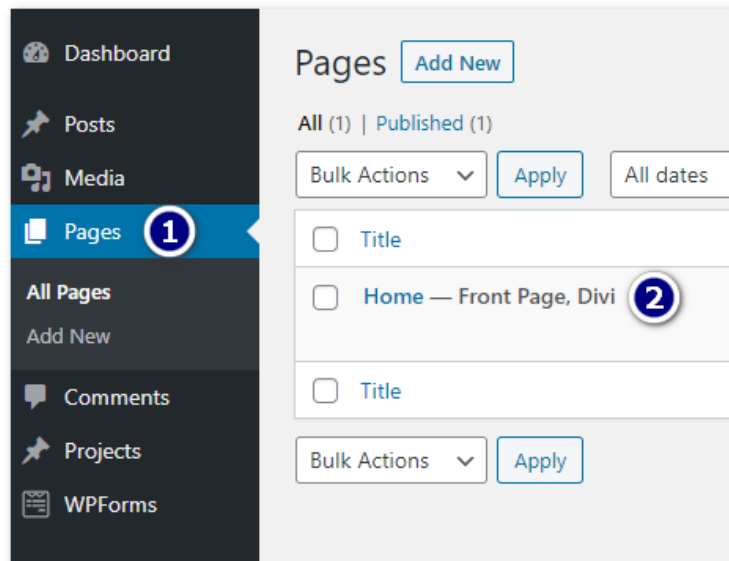 Dashboard
Posts
Media
Pages 1
All Pages
Add New
Comments
Projects
WPForms
Pages Add New
All (1) | Published (1)
Bulk Actions Apply All dates
Title
Home — Front Page, Divi 2
Title
Bulk Actions Apply